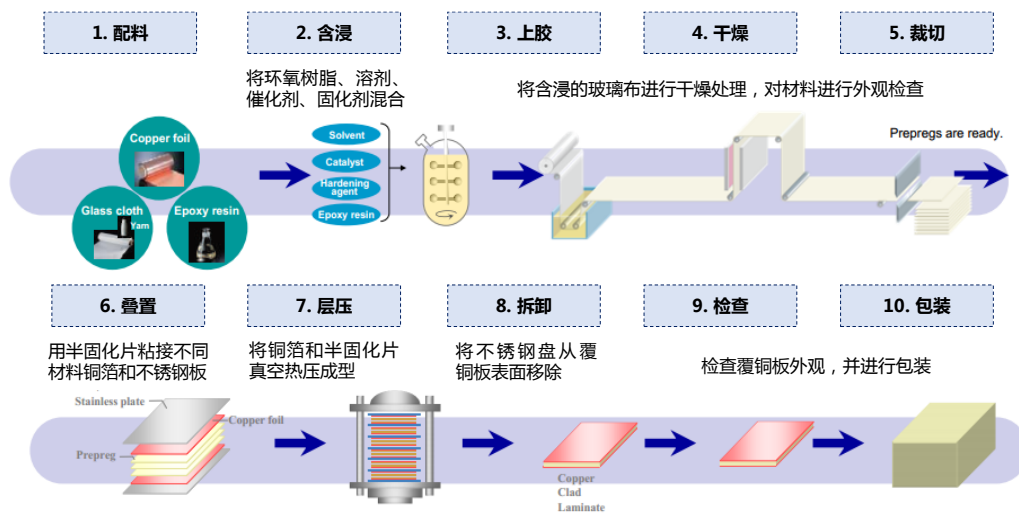 1. 配料
2. 含浸
3. 上胶
4. 干燥
5. 裁切
将环氧树脂、溶剂、
催化剂、固化剂混合
将含浸的玻璃布进行干燥处理，对材料进行外观检查
Copper foil
Glass cloth
Yarn
Epoxy resin
Solvent
Catalyst
Hardening
agent
Epoxy resin
Prepregs are ready.
6. 叠置
7. 层压
8. 拆卸
9. 检查
10. 包装
用半固化片粘接不同
材料铜箔和不锈钢板
将铜箔和半固化片
真空热压成型
将不锈钢盘从覆
铜板表面移除
检查覆铜板外观，并进行包装
Stainless plate
Copper foil
Prepreg
Copper
Clad
Laminate